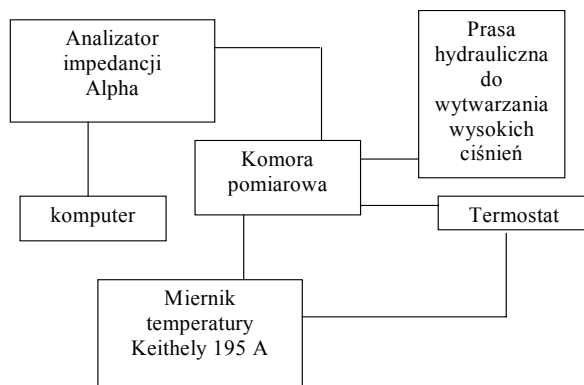 Analizator
impedancji
Alpha
Prasa
hydrauliczna
do
wytwarzania
wysokich
ciśnień
Komora
pomiarowa
komputer
Termostat
Miernik
temperatury
Keithely 195 A